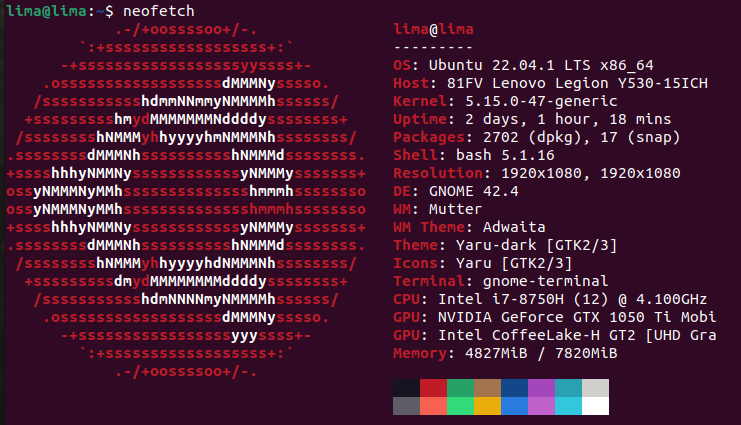 lima@lima:~$ neofetch
            .-/+oossssoo+/-.               lima@lima
        `:+ssssssssssssssssss+:`           ---------
      -+ssssssssssssssssssyyssss+-         OS: Ubuntu 22.04.1 LTS x86_64
    .ossssssssssssssssssdMMMNysssso.       Host: 81FV Lenovo Legion Y530-15ICH
   /ssssssssssshdmmNNmmyNMMMMhssssss/      Kernel: 5.15.0-47-generic
  +ssssssssshmydMMMMMMMNddddyssssssss+     Uptime: 2 days, 1 hour, 18 mins
 /sssssssshNMMMyhhyyyyhmNMMMNhssssssss/    Packages: 2702 (dpkg), 17 (snap)
.ssssssssdMMMNhsssssssssshNMMMdssssssss.   Shell: bash 5.1.16
+sssshhhyNMMNyssssssssssssyNMMMysssssss+   Resolution: 1920x1080, 1920x1080
ossyNMMMNyMMhsssssssssssssshmmmhssssssso   DE: GNOME 42.4
ossyNMMMNyMMhsssssssssssssshmmmhssssssso   WM: Mutter
+sssshhhyNMMNyssssssssssssyNMMMysssssss+   WM Theme: Adwaita
.ssssssssdMMMNhsssssssssshNMMMdssssssss.   Theme: Yaru-dark [GTK2/3]
 /sssssssshNMMMyhhyyyyhdNMMMNhssssssss/    Icons: Yaru [GTK2/3]
  +sssssssssdmydMMMMMMMMddddyssssssss+     Terminal: gnome-terminal
   /ssssssssssshdmNNNNmyNMMMMhssssss/      CPU: Intel i7-8750H (12) @ 4.100GHz
    .ossssssssssssssssssdMMMNysssso.       GPU: NVIDIA GeForce GTX 1050 Ti Mobi
      -+sssssssssssssssssyyyssss+-         GPU: Intel CoffeeLake-H GT2 [UHD Gra
        `:+ssssssssssssssssss+:`           Memory: 4827MiB / 7820MiB
            .-/+oossssoo+/-.